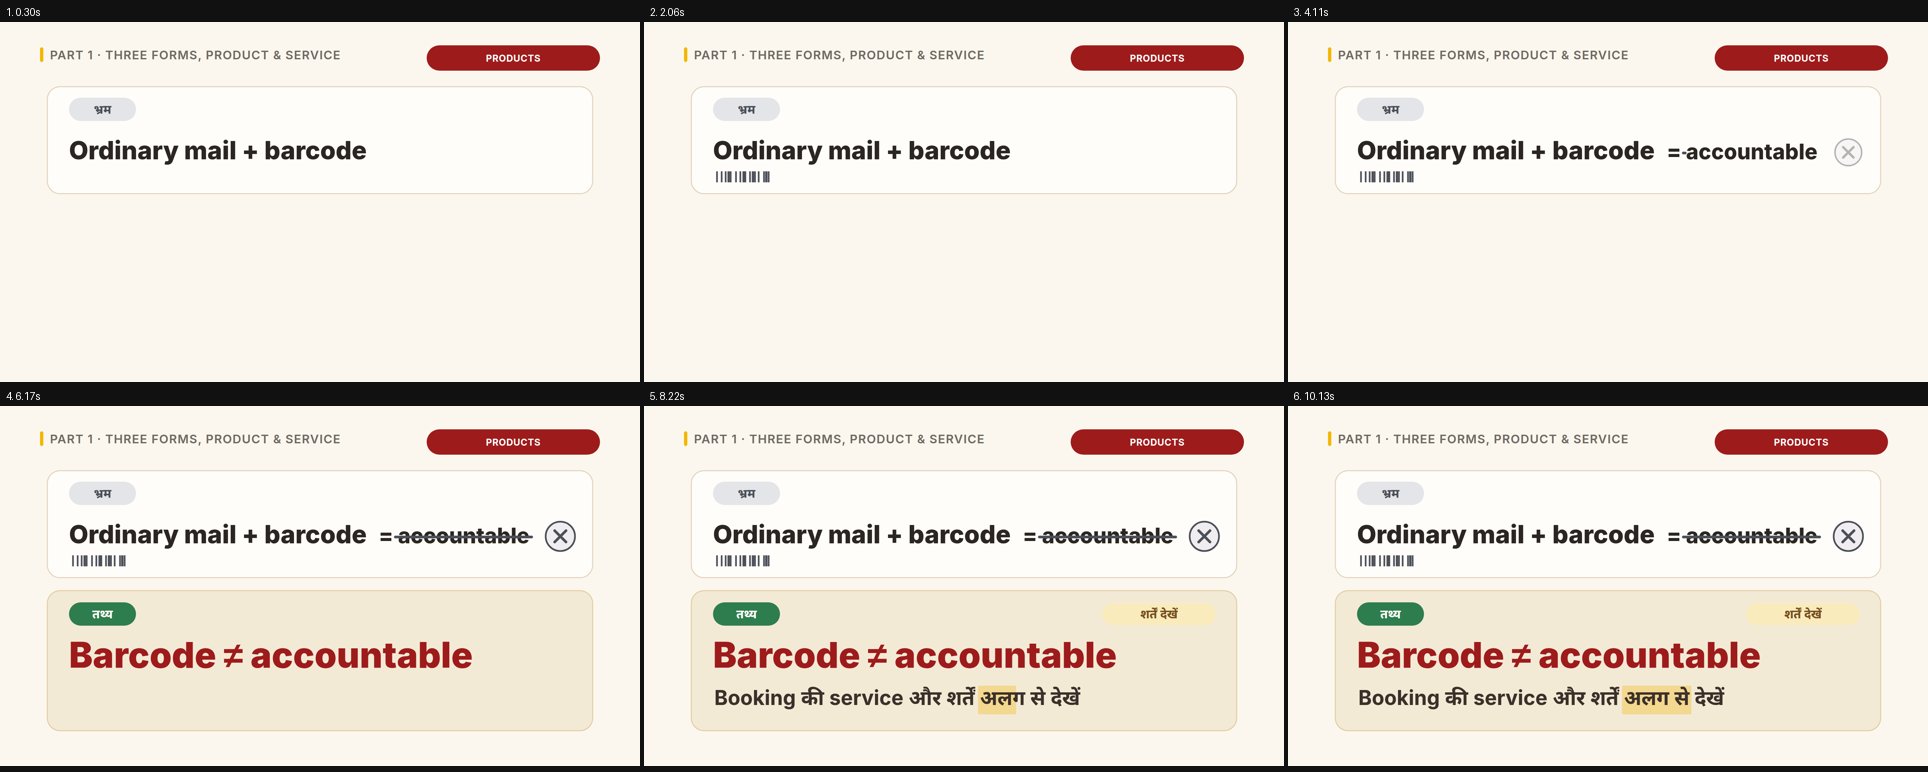 1. 0.30s
PART 1 · THREE FORMS, PRODUCT & SERVICE
PRODUCTS
भ्रम
Ordinary mail + barcode
2. 2.06s
PART 1 · THREE FORMS, PRODUCT & SERVICE
PRODUCTS
भ्रम
Ordinary mail + barcode
3. 4.11s
PART 1 · THREE FORMS, PRODUCT & SERVICE
PRODUCTS
भ्रम
Ordinary mail + barcode = accountable
4. 6.17s
PART 1 · THREE FORMS, PRODUCT & SERVICE
PRODUCTS
भ्रम
Ordinary mail + barcode = accountable
तथ्य
Barcode ≠ accountable
5. 8.22s
PART 1 · THREE FORMS, PRODUCT & SERVICE
PRODUCTS
भ्रम
Ordinary mail + barcode = accountable
तथ्य
शर्तें देखें
Barcode ≠ accountable
Booking की service और शर्तें अलग से देखें
6. 10.13s
PART 1 · THREE FORMS, PRODUCT & SERVICE
PRODUCTS
भ्रम
Ordinary mail + barcode = accountable
तथ्य
शर्तें देखें
Barcode ≠ accountable
Booking की service और शर्तें अलग से देखें